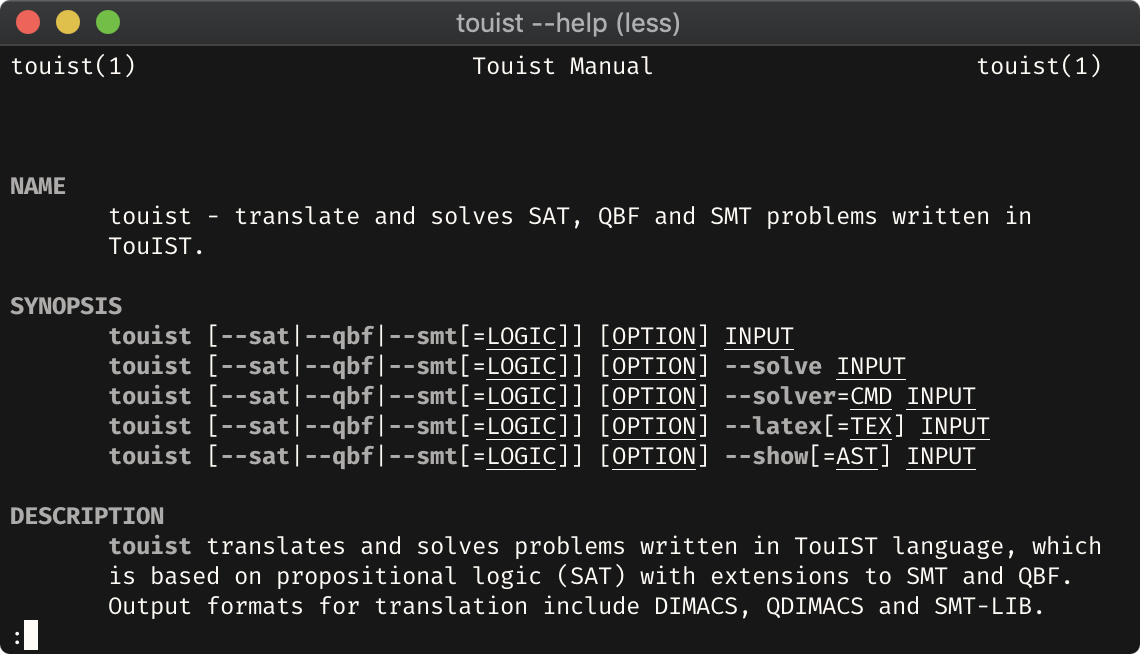 touist --help (less)
touist(1) Touist Manual touist(1)
NAME
touist - translate and solves SAT, QBF and SMT problems written in
TouIST.
SYNOPSIS
touist [--sat|--qbf|--smt[=LOGIC]] [OPTION] INPUT
touist [--sat|--qbf|--smt[=LOGIC]] [OPTION] --solve INPUT
touist [--sat|--qbf|--smt[=LOGIC]] [OPTION] --solver=CMD INPUT
touist [--sat|--qbf|--smt[=LOGIC]] [OPTION] --latex[=TEX] INPUT
touist [--sat|--qbf|--smt[=LOGIC]] [OPTION] --show[=AST] INPUT
DESCRIPTION
touist translates and solves problems written in TouIST language, which
is based on propositional logic (SAT) with extensions to SMT and QBF.
Output formats for translation include DIMACS, QDIMACS and SMT-LIB.
: